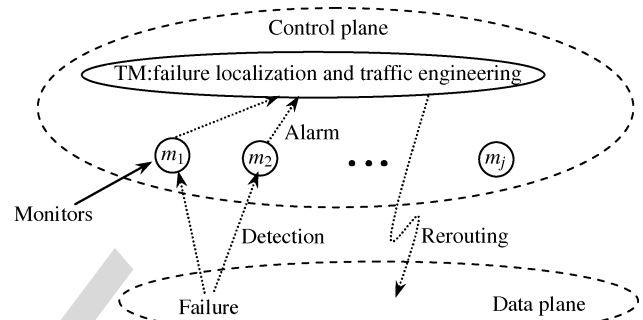 Control plane
TM:failure localization and traffic engineering
Alarm
m1
m2
mj
Monitors
Detection
Rerouting
Failure
Data plane